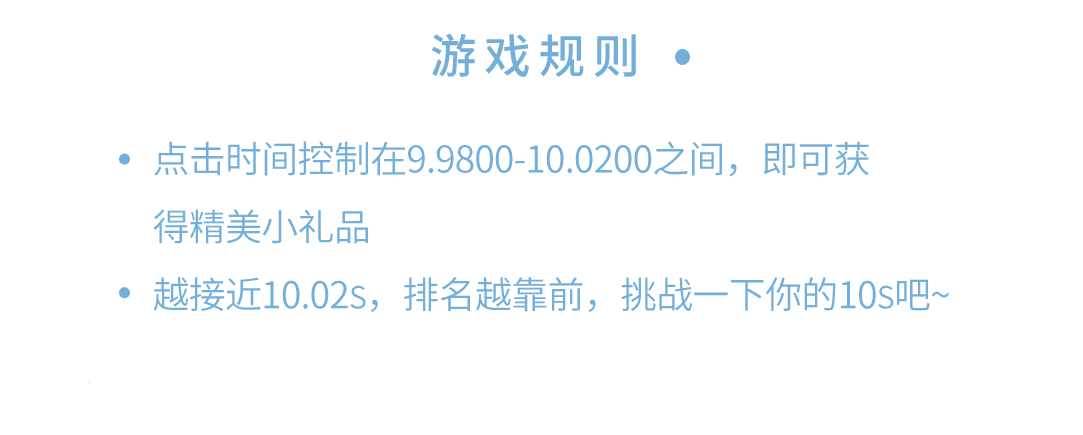 游戏规则 •
• 点击时间控制在9.9800-10.0200之间，即可获
得精美小礼品
• 越接近10.02s，排名越靠前，挑战一下你的10s吧~